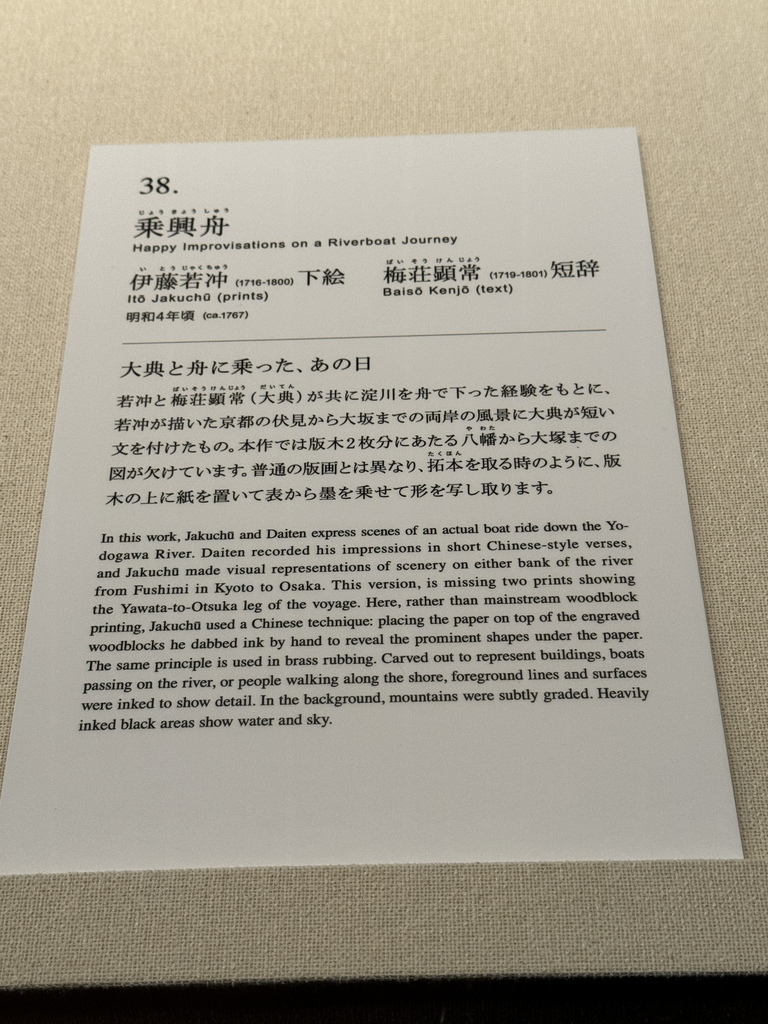 38.
じょうきょうしゅう
乗興舟
Happy Improvisations on a Riverboat Journey
い とう じゃくちゅう
伊藤若冲 (1716-1800) 下絵
Itō Jakuchū (prints)
ばい そう けん じょう
梅荘顕常 (1719-1801) 短辞
Baisō Kenjō (text)
明和4年頃 (ca.1767)
大典と舟に乗った、あの日
ばいそうけんじょう だいてん
若冲と梅荘顕常(大典)が共に淀川を舟で下った経験をもとに、
若冲が描いた京都の伏見から大坂までの両岸の風景に大典が短い
やわた
文を付けたもの。本作では版木2枚分にあたる八幡から大塚までの
たくほん
図が欠けています。普通の版画とは異なり、拓本を取る時のように、版
木の上に紙を置いて表から墨を乗せて形を写し取ります。
In this work, Jakuchū and Daiten express scenes of an actual boat ride down the Yo-
dogawa River. Daiten recorded his impressions in short Chinese-style verses,
and Jakuchū made visual representations of scenery on either bank of the river
from Fushimi in Kyoto to Osaka. This version, is missing two prints showing
the Yawata-to-Otsuka leg of the voyage. Here, rather than mainstream woodblock
printing, Jakuchū used a Chinese technique: placing the paper on top of the engraved
woodblocks he dabbed ink by hand to reveal the prominent shapes under the paper.
The same principle is used in brass rubbing. Carved out to represent buildings, boats
passing on the river, or people walking along the shore, foreground lines and surfaces
were inked to show detail. In the background, mountains were subtly graded. Heavily
inked black areas show water and sky.